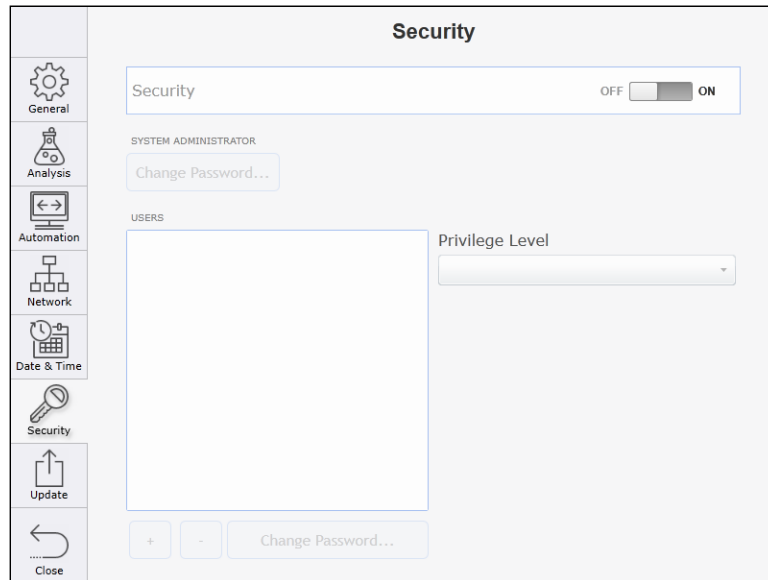 Security
General
Analysis
Automation
Network
Date & Time
Security
Update
Close
Security OFF ON
SYSTEM ADMINISTRATOR
Change Password...
USERS
Privilege Level
+ - Change Password...